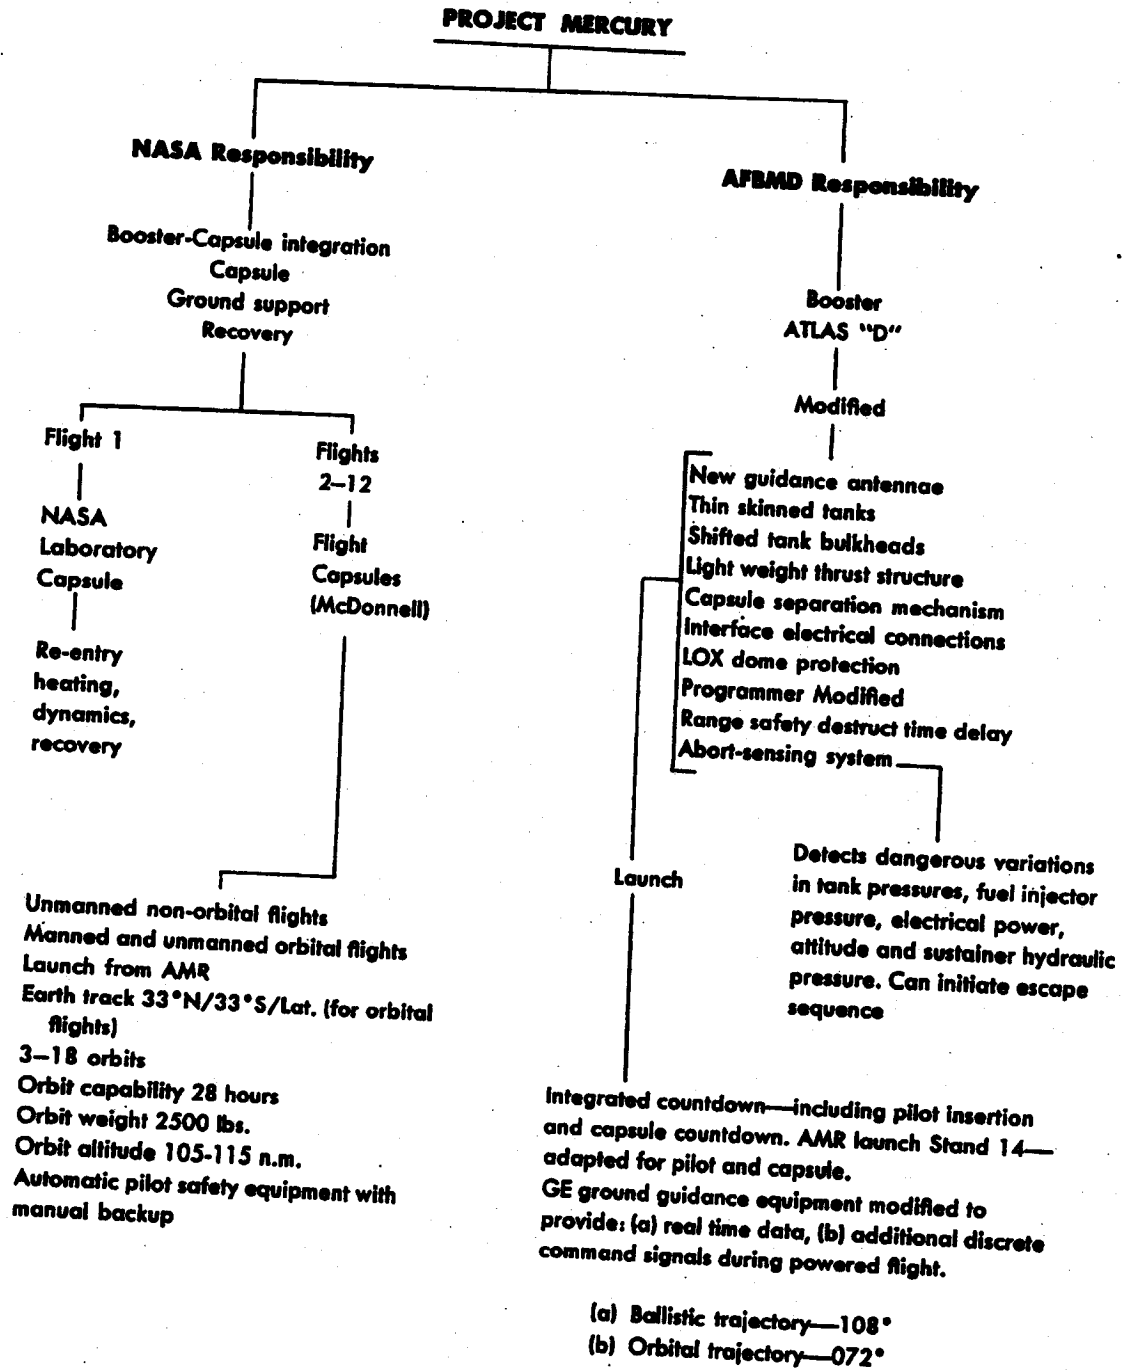 PROJECT MERCURY
NASA Responsibility
Booster-Capsule integration
Capsule
Ground support
Recovery
Flight 1
NASA
Laboratory
Capsule
Re-entry
heating,
dynamics,
recovery
Flights
2–12
Flight
Capsules
(McDonnell)
Unmanned non-orbital flights
Manned and unmanned orbital flights
Launch from AMR
Earth track 33°N/33°S/Lat. (for orbital
flights)
3–18 orbits
Orbit capability 28 hours
Orbit weight 2500 lbs.
Orbit altitude 105-115 n.m.
Automatic pilot safety equipment with
manual backup
AFBMD Responsibility
Booster
ATLAS "D"
Modified
New guidance antennae
Thin skinned tanks
Shifted tank bulkheads
Light weight thrust structure
Capsule separation mechanism
Interface electrical connections
LOX dome protection
Programmer Modified
Range safety destruct time delay
Abort-sensing system
Detects dangerous variations
in tank pressures, fuel injector
pressure, electrical power,
attitude and sustainer hydraulic
pressure. Can initiate escape
sequence
Launch
Integrated countdown—including pilot insertion
and capsule countdown. AMR launch Stand 14—
adapted for pilot and capsule.
GE ground guidance equipment modified to
provide: (a) real time data, (b) additional discrete
command signals during powered flight.
(a) Ballistic trajectory—108°
(b) Orbital trajectory—072°